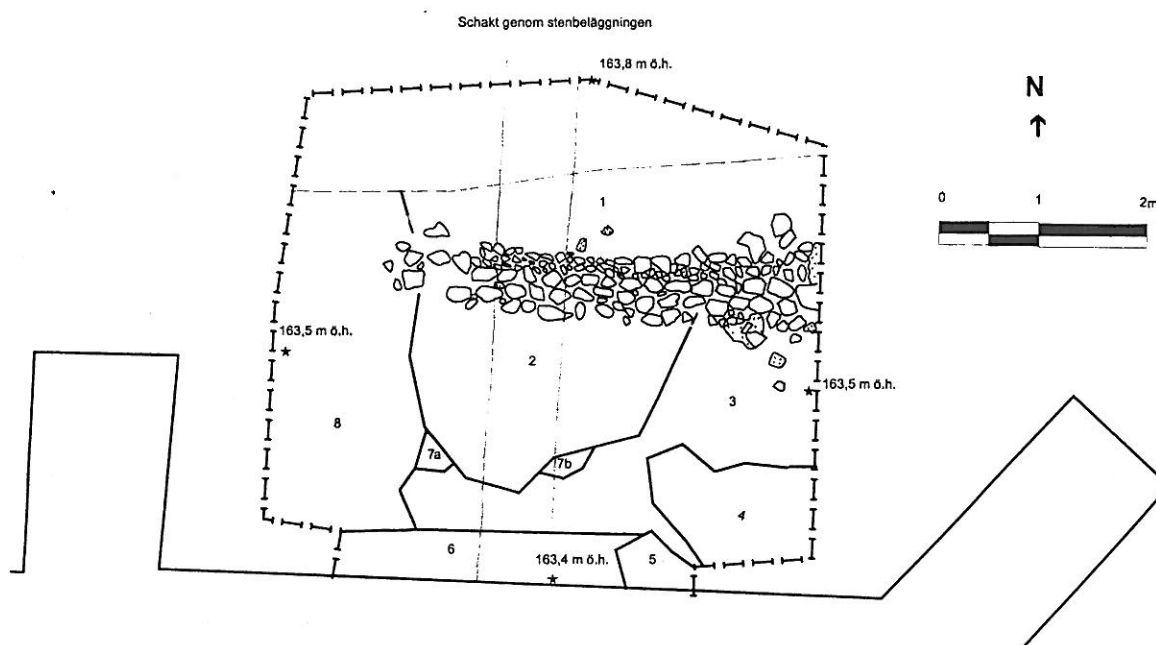 Schakt genom stenbeläggningen
163,8 m ö.h.
N
0 1 2m
1
163,5 m ö.h.
2
163,5 m ö.h.
3
8
7a
7b
4
6
163,4 m ö.h.
5